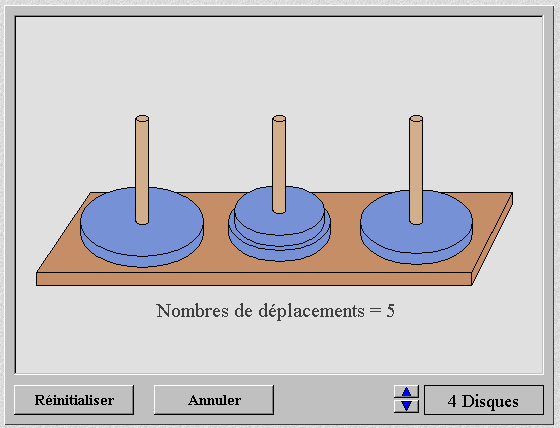 Nombres de déplacements = 5
Réinitialiser
Annuler
4 Disques